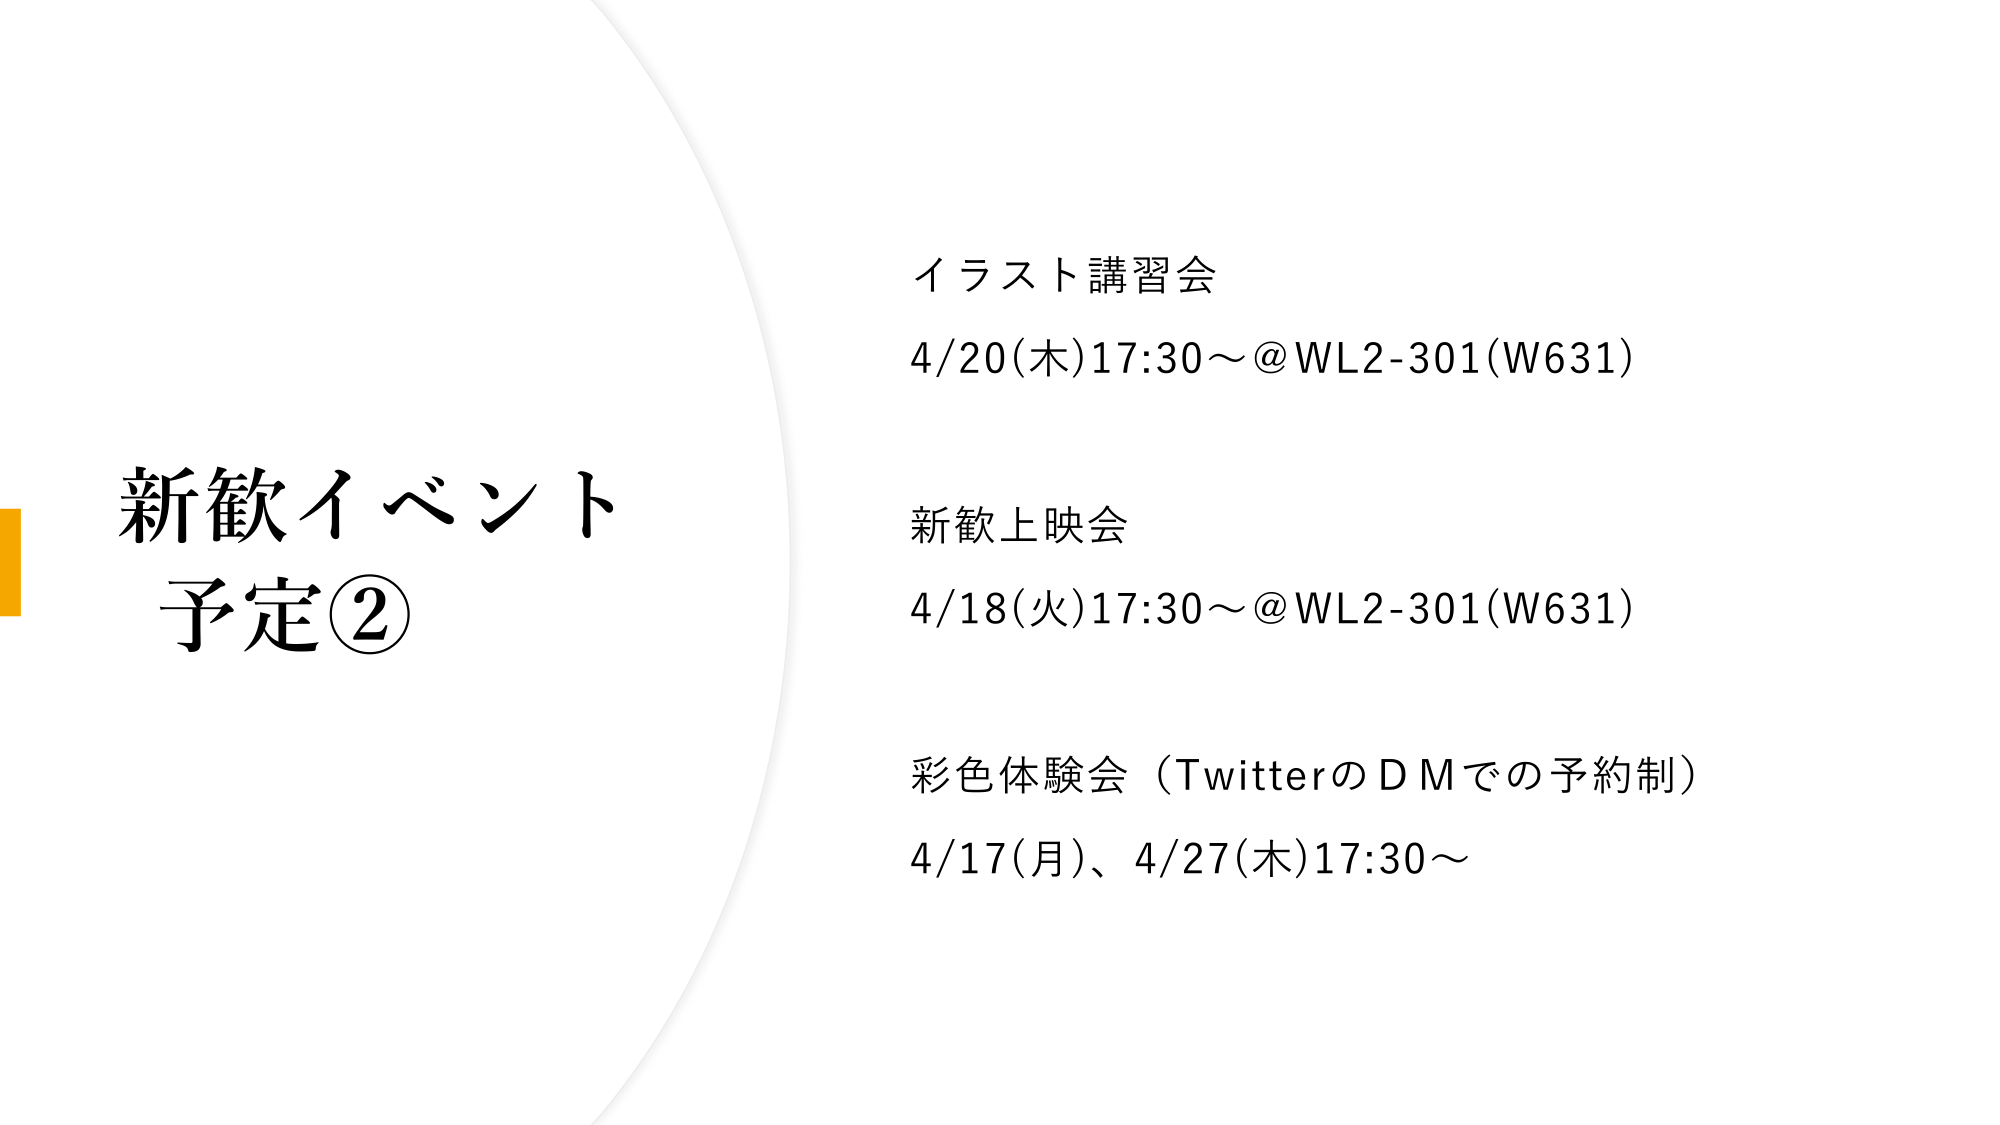 新歓イベント
予定②
イラスト講習会
4/20(木)17:30～@WL2-301(W631)
新歓上映会
4/18(火)17:30～@WL2-301(W631)
彩色体験会（TwitterのＤＭでの予約制）
4/17(月)、4/27(木)17:30～